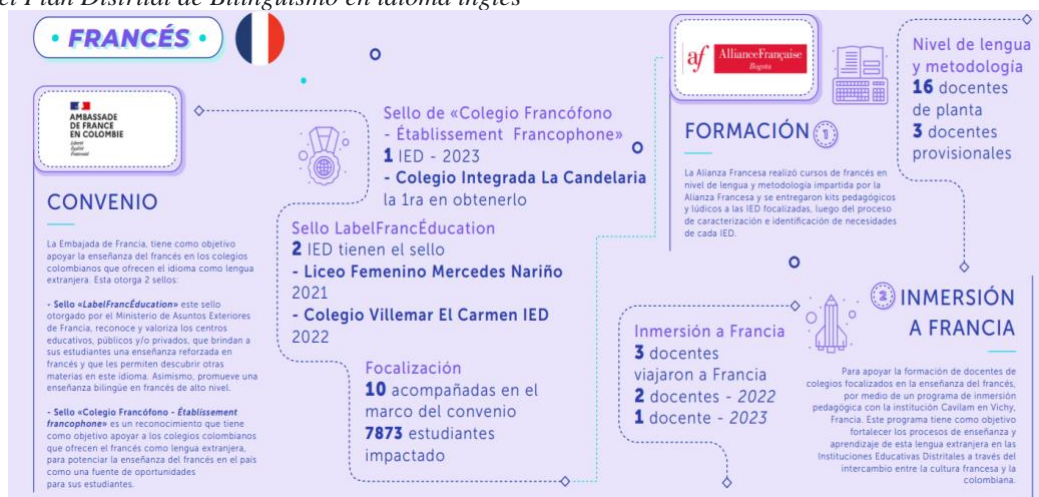 el Plan Distrital de Bilingüismo en idioma inglés
• FRANCÉS •
AMBASSADE
DE FRANCE
EN COLOMBIE
Liberté
Égalité
Fraternité
CONVENIO
La Embajada de Francia, tiene como objetivo
apoyar la enseñanza del francés en los colegios
colombianos que ofrecen el idioma como lengua
extranjera. Esta otorga 2 sellos:
- Sello «LabelFrancÉducation» este sello
otorgado por el Ministerio de Asuntos Exteriores
de Francia, reconoce y valoriza los centros
educativos, públicos y/o privados, que brindan a
sus estudiantes una enseñanza reforzada en
francés y que les permiten descubrir otras
materias en este idioma. Asimismo, promueve una
enseñanza bilingüe en francés de alto nivel.
- Sello «Colegio Francófono - Établissement
francophone» es un reconocimiento que tiene
como objetivo apoyar a los colegios colombianos
que ofrecen el francés como lengua extranjera,
para potenciar la enseñanza del francés en el país
como una fuente de oportunidades
para sus estudiantes.
Sello de «Colegio Francófono
- Établissement Francophone»
1 IED - 2023
- Colegio Integrada La Candelaria
la 1ra en obtenerlo
Sello LabelFrancÉducation
2 IED tienen el sello
- Liceo Femenino Mercedes Nariño
2021
- Colegio Villemar El Carmen IED
2022
Focalización
10 acompañadas en el
marco del convenio
7873 estudiantes
impactado
af AllianceFrançaise
Bogota
FORMACIÓN 1
La Alianza Francesa realizó cursos de francés en
nivel de lengua y metodología impartida por la
Alianza Francesa y se entregaron kits pedagógicos
y lúdicos a las IED focalizadas, luego del proceso
de caracterización e identificación de necesidades
de cada IED.
Nivel de lengua
y metodología
16 docentes
de planta
3 docentes
provisionales
2 INMERSIÓN
A FRANCIA
Para apoyar la formación de docentes de
colegios focalizados en la enseñanza del francés,
por medio de un programa de inmersión
pedagógica con la institución Cavilam en Vichy,
Francia. Este programa tiene como objetivo
fortalecer los procesos de enseñanza y
aprendizaje de esta lengua extranjera en las
Instituciones Educativas Distritales a través del
intercambio entre la cultura francesa y la
colombiana.
Inmersión a Francia
3 docentes
viajaron a Francia
2 docentes - 2022
1 docente - 2023